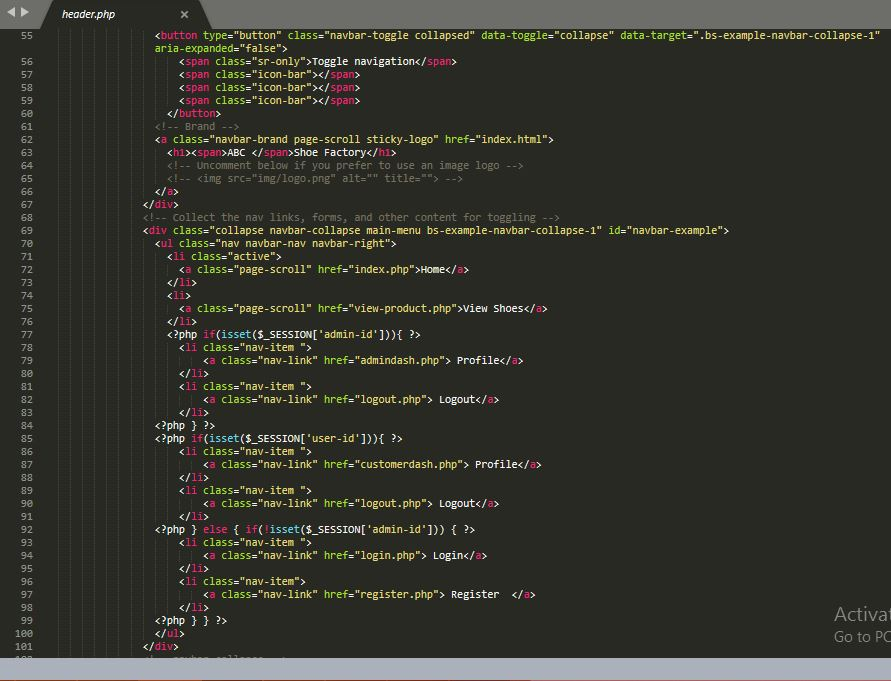 header.php ×
55 <button type="button" class="navbar-toggle collapsed" data-toggle="collapse" data-target=".bs-example-navbar-collapse-1"
aria-expanded="false">
56 <span class="sr-only">Toggle navigation</span>
57 <span class="icon-bar"></span>
58 <span class="icon-bar"></span>
59 <span class="icon-bar"></span>
60 </button>
61 <!-- Brand -->
62 <a class="navbar-brand page-scroll sticky-logo" href="index.html">
63 <h1><span>ABC </span>Shoe Factory</h1>
64 <!-- Uncomment below if you prefer to use an image logo -->
65 <!-- <img src="img/logo.png" alt="" title=""> -->
66 </a>
67 </div>
68 <!-- Collect the nav links, forms, and other content for toggling -->
69 <div class="collapse navbar-collapse main-menu bs-example-navbar-collapse-1" id="navbar-example">
70 <ul class="nav navbar-nav navbar-right">
71 <li class="active">
72 <a class="page-scroll" href="index.php">Home</a>
73 </li>
74 <li>
75 <a class="page-scroll" href="view-product.php">View Shoes</a>
76 </li>
77 <?php if(isset($_SESSION['admin-id'])){ ?>
78 <li class="nav-item ">
79 <a class="nav-link" href="admindash.php"> Profile</a>
80 </li>
81 <li class="nav-item ">
82 <a class="nav-link" href="logout.php"> Logout</a>
83 </li>
84 <?php } ?>
85 <?php if(isset($_SESSION['user-id'])){ ?>
86 <li class="nav-item ">
87 <a class="nav-link" href="customerdash.php"> Profile</a>
88 </li>
89 <li class="nav-item ">
90 <a class="nav-link" href="logout.php"> Logout</a>
91 </li>
92 <?php } else { if(!isset($_SESSION['admin-id'])) { ?>
93 <li class="nav-item ">
94 <a class="nav-link" href="login.php"> Login</a>
95 </li>
96 <li class="nav-item">
97 <a class="nav-link" href="register.php"> Register  </a>
98 </li>
99 <?php } } ?>
100 </ul>
101 </div>
Activat
Go to PC